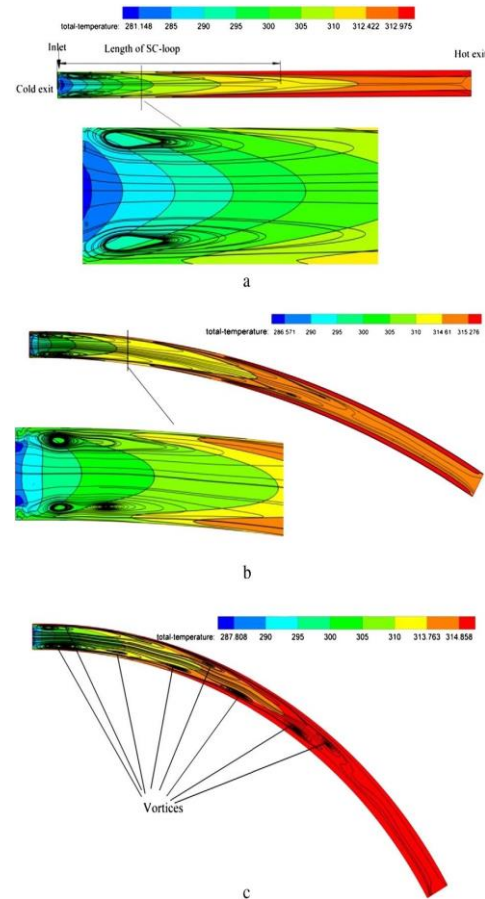 total-temperature: 281.148 285 290 295 300 305 310 312.422 312.975
Inlet
Length of SC-loop
Hot exit
Cold exit
a
total-temperature: 286.571 290 295 300 305 310 314.61 315.276
b
total-temperature: 287.808 290 295 300 305 310 313.763 314.858
Vortices
c